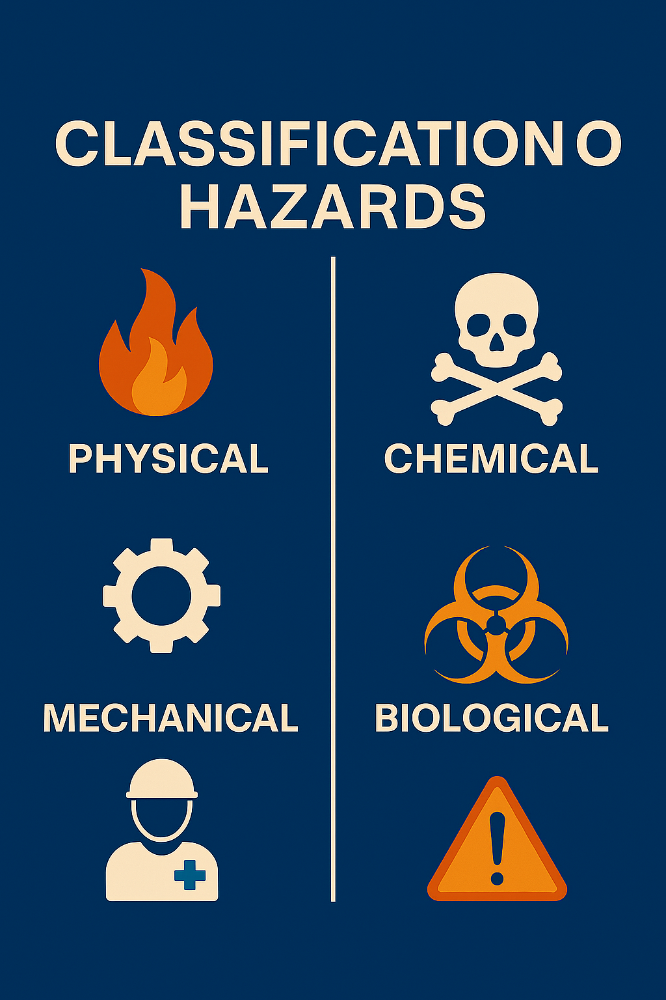 CLASSIFICATION O
HAZARDS
PHYSICAL
CHEMICAL
MECHANICAL
BIOLOGICAL